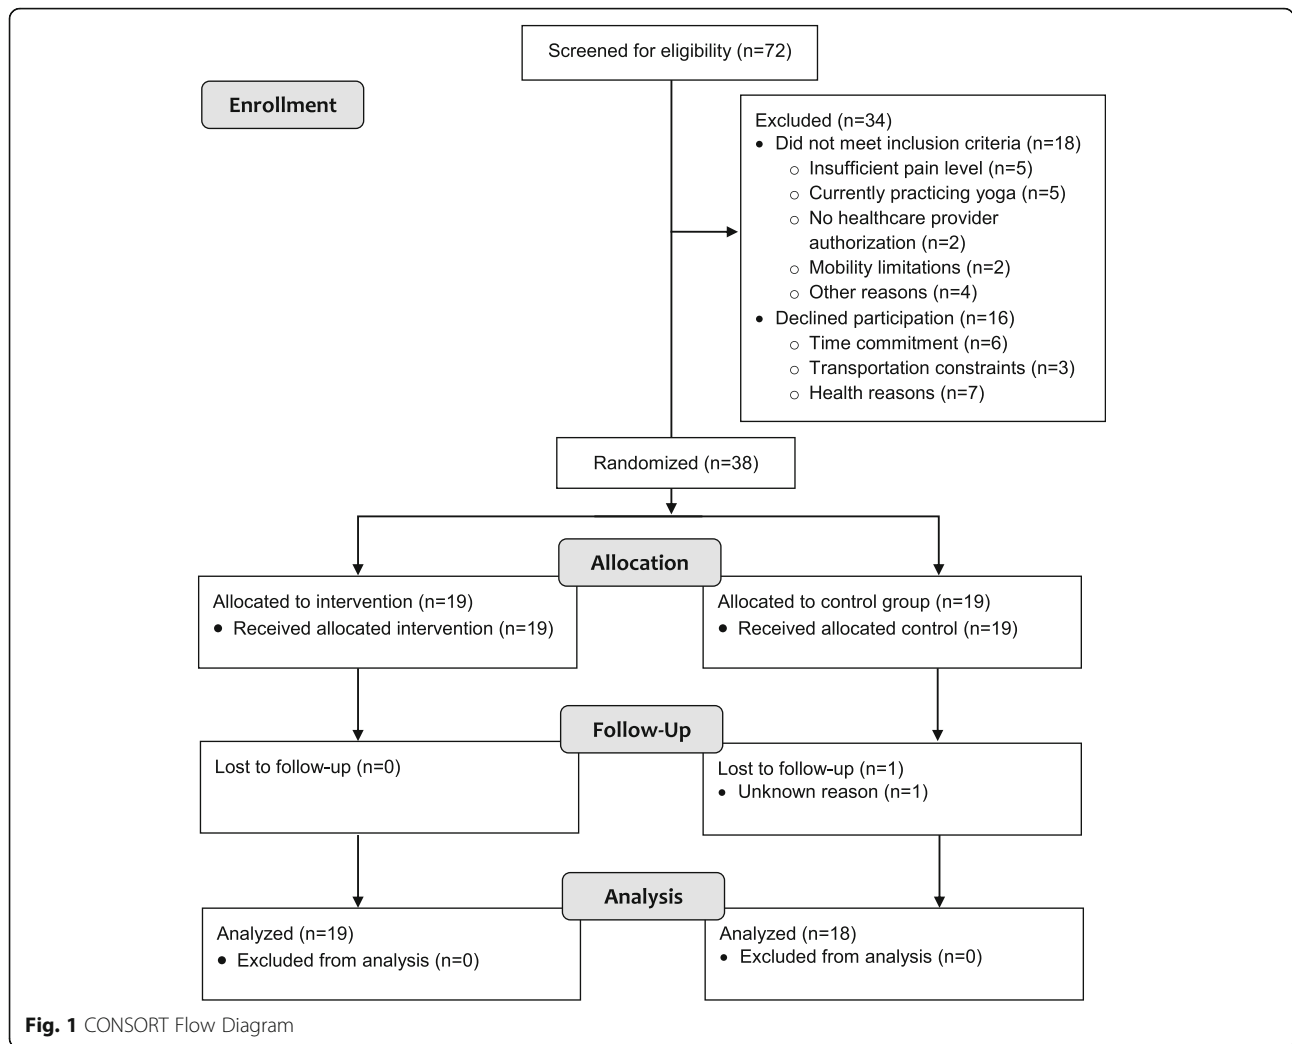 Screened for eligibility (n=72)
Enrollment
Excluded (n=34)
• Did not meet inclusion criteria (n=18)
o Insufficient pain level (n=5)
o Currently practicing yoga (n=5)
o No healthcare provider
authorization (n=2)
o Mobility limitations (n=2)
o Other reasons (n=4)
• Declined participation (n=16)
o Time commitment (n=6)
o Transportation constraints (n=3)
o Health reasons (n=7)
Randomized (n=38)
Allocation
Allocated to intervention (n=19)
• Received allocated intervention (n=19)
Allocated to control group (n=19)
• Received allocated control (n=19)
Follow-Up
Lost to follow-up (n=0)
Lost to follow-up (n=1)
• Unknown reason (n=1)
Analysis
Analyzed (n=19)
• Excluded from analysis (n=0)
Analyzed (n=18)
• Excluded from analysis (n=0)
Fig. 1 CONSORT Flow Diagram